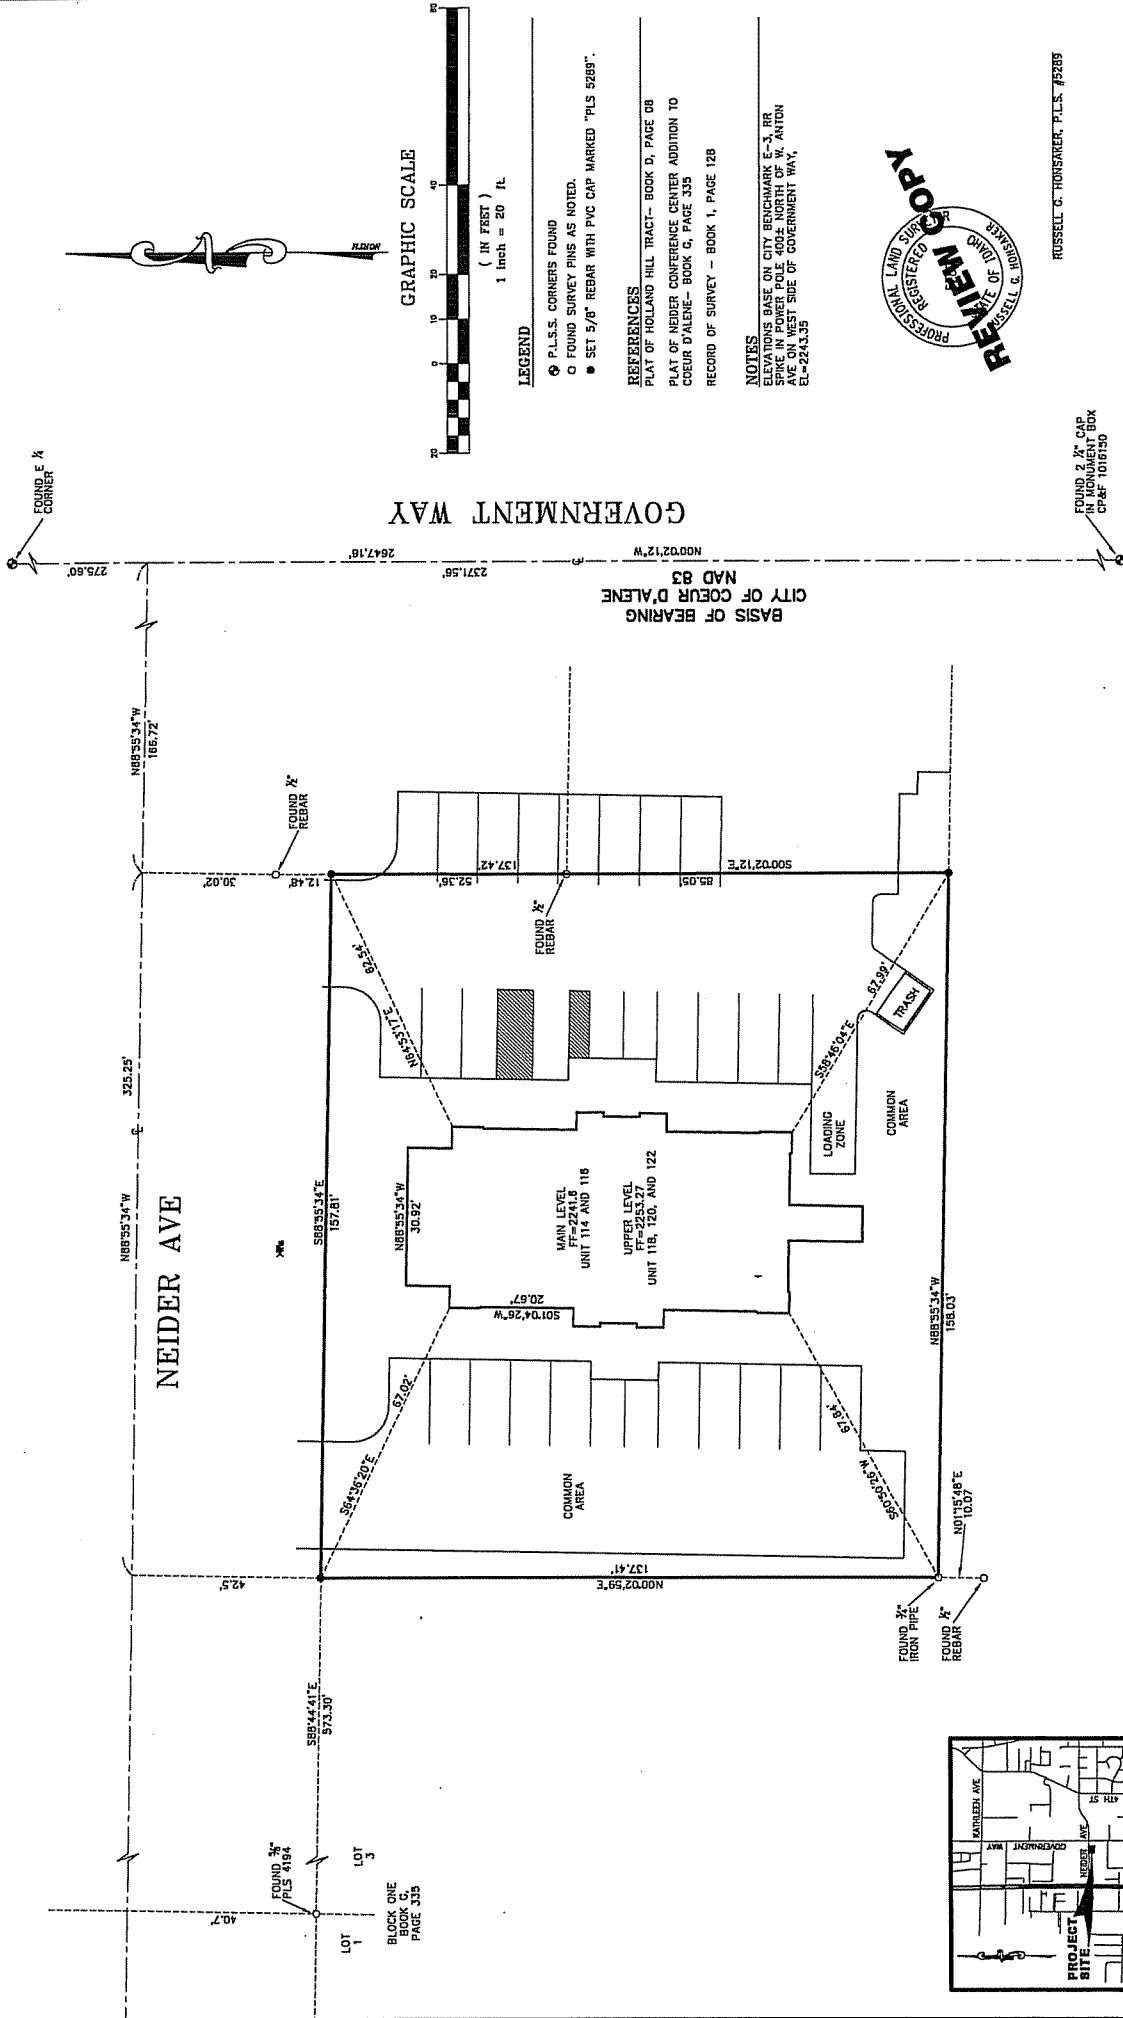 GRAPHIC SCALE
20 0 10 20 40 80
( IN FEET )
1 inch = 20 ft.
NORTH
LEGEND
P.L.S.S. CORNERS FOUND
FOUND SURVEY PINS AS NOTED.
SET 5/8" REBAR WITH PVC CAP MARKED "PLS 5289".
REFERENCES
PLAT OF HOLLAND HILL TRACT- BOOK D, PAGE 08
PLAT OF NEIDER CONFERENCE CENTER ADDITION TO
COEUR D'ALENE- BOOK G, PAGE 335
RECORD OF SURVEY - BOOK 1, PAGE 128
NOTES
ELEVATIONS BASE ON CITY BENCHMARK E-3, RR
SPIKE IN POWER POLE 400± NORTH OF W. ANTON
AVE ON WEST SIDE OF GOVERNMENT WAY,
EL=2243.35
PROFESSIONAL LAND SUR
REGISTERED
STATE OF IDAHO
RUSSELL G. HONSAKER
REVIEW COPY
RUSSELL G. HONSAKER, P.L.S. #5289
FOUND E ¼
CORNER
275.60'
2647.16'
2371.56'
N00°02'12"W
GOVERNMENT WAY
BASIS OF BEARING
CITY OF COEUR D'ALENE
NAD 83
FOUND 2 ¼" CAP
IN MONUMENT BOX
CP&F 1016150
NEIDER AVE
N88°55'34"W
166.72'
N88°55'34"W
325.25'
30.02'
FOUND ½"
REBAR
12.48'
52.36'
137.42'
85.05'
S00°02'12"E
FOUND ½"
REBAR
S88°55'34"E
157.81'
N64°53'17"E
82.54'
N88°55'34"W
30.92'
MAIN LEVEL
FF=2241.8
UNIT 114 AND 116
UPPER LEVEL
FF=2253.27
UNIT 118, 120, AND 122
S01°04'26"W
20.67'
LOADING
ZONE
COMMON
AREA
TRASH
S58°46'04"E
67.99'
N88°55'34"W
158.03'
S64°36'20"E
67.02'
COMMON
AREA
S60°50'26"W
67.84'
N00°02'59"E
137.41'
42.5'
FOUND ¾"
IRON PIPE
FOUND ½"
REBAR
N01°15'48"E
10.07
S88°44'41"E
573.30'
FOUND ⅝"
PLS 4194
40.7'
LOT
1
LOT
3
BLOCK ONE
BOOK G,
PAGE 335
KATHLEEN AVE
GOVERNMENT WAY
NEIDER AVE
4TH ST
PROJECT
SITE